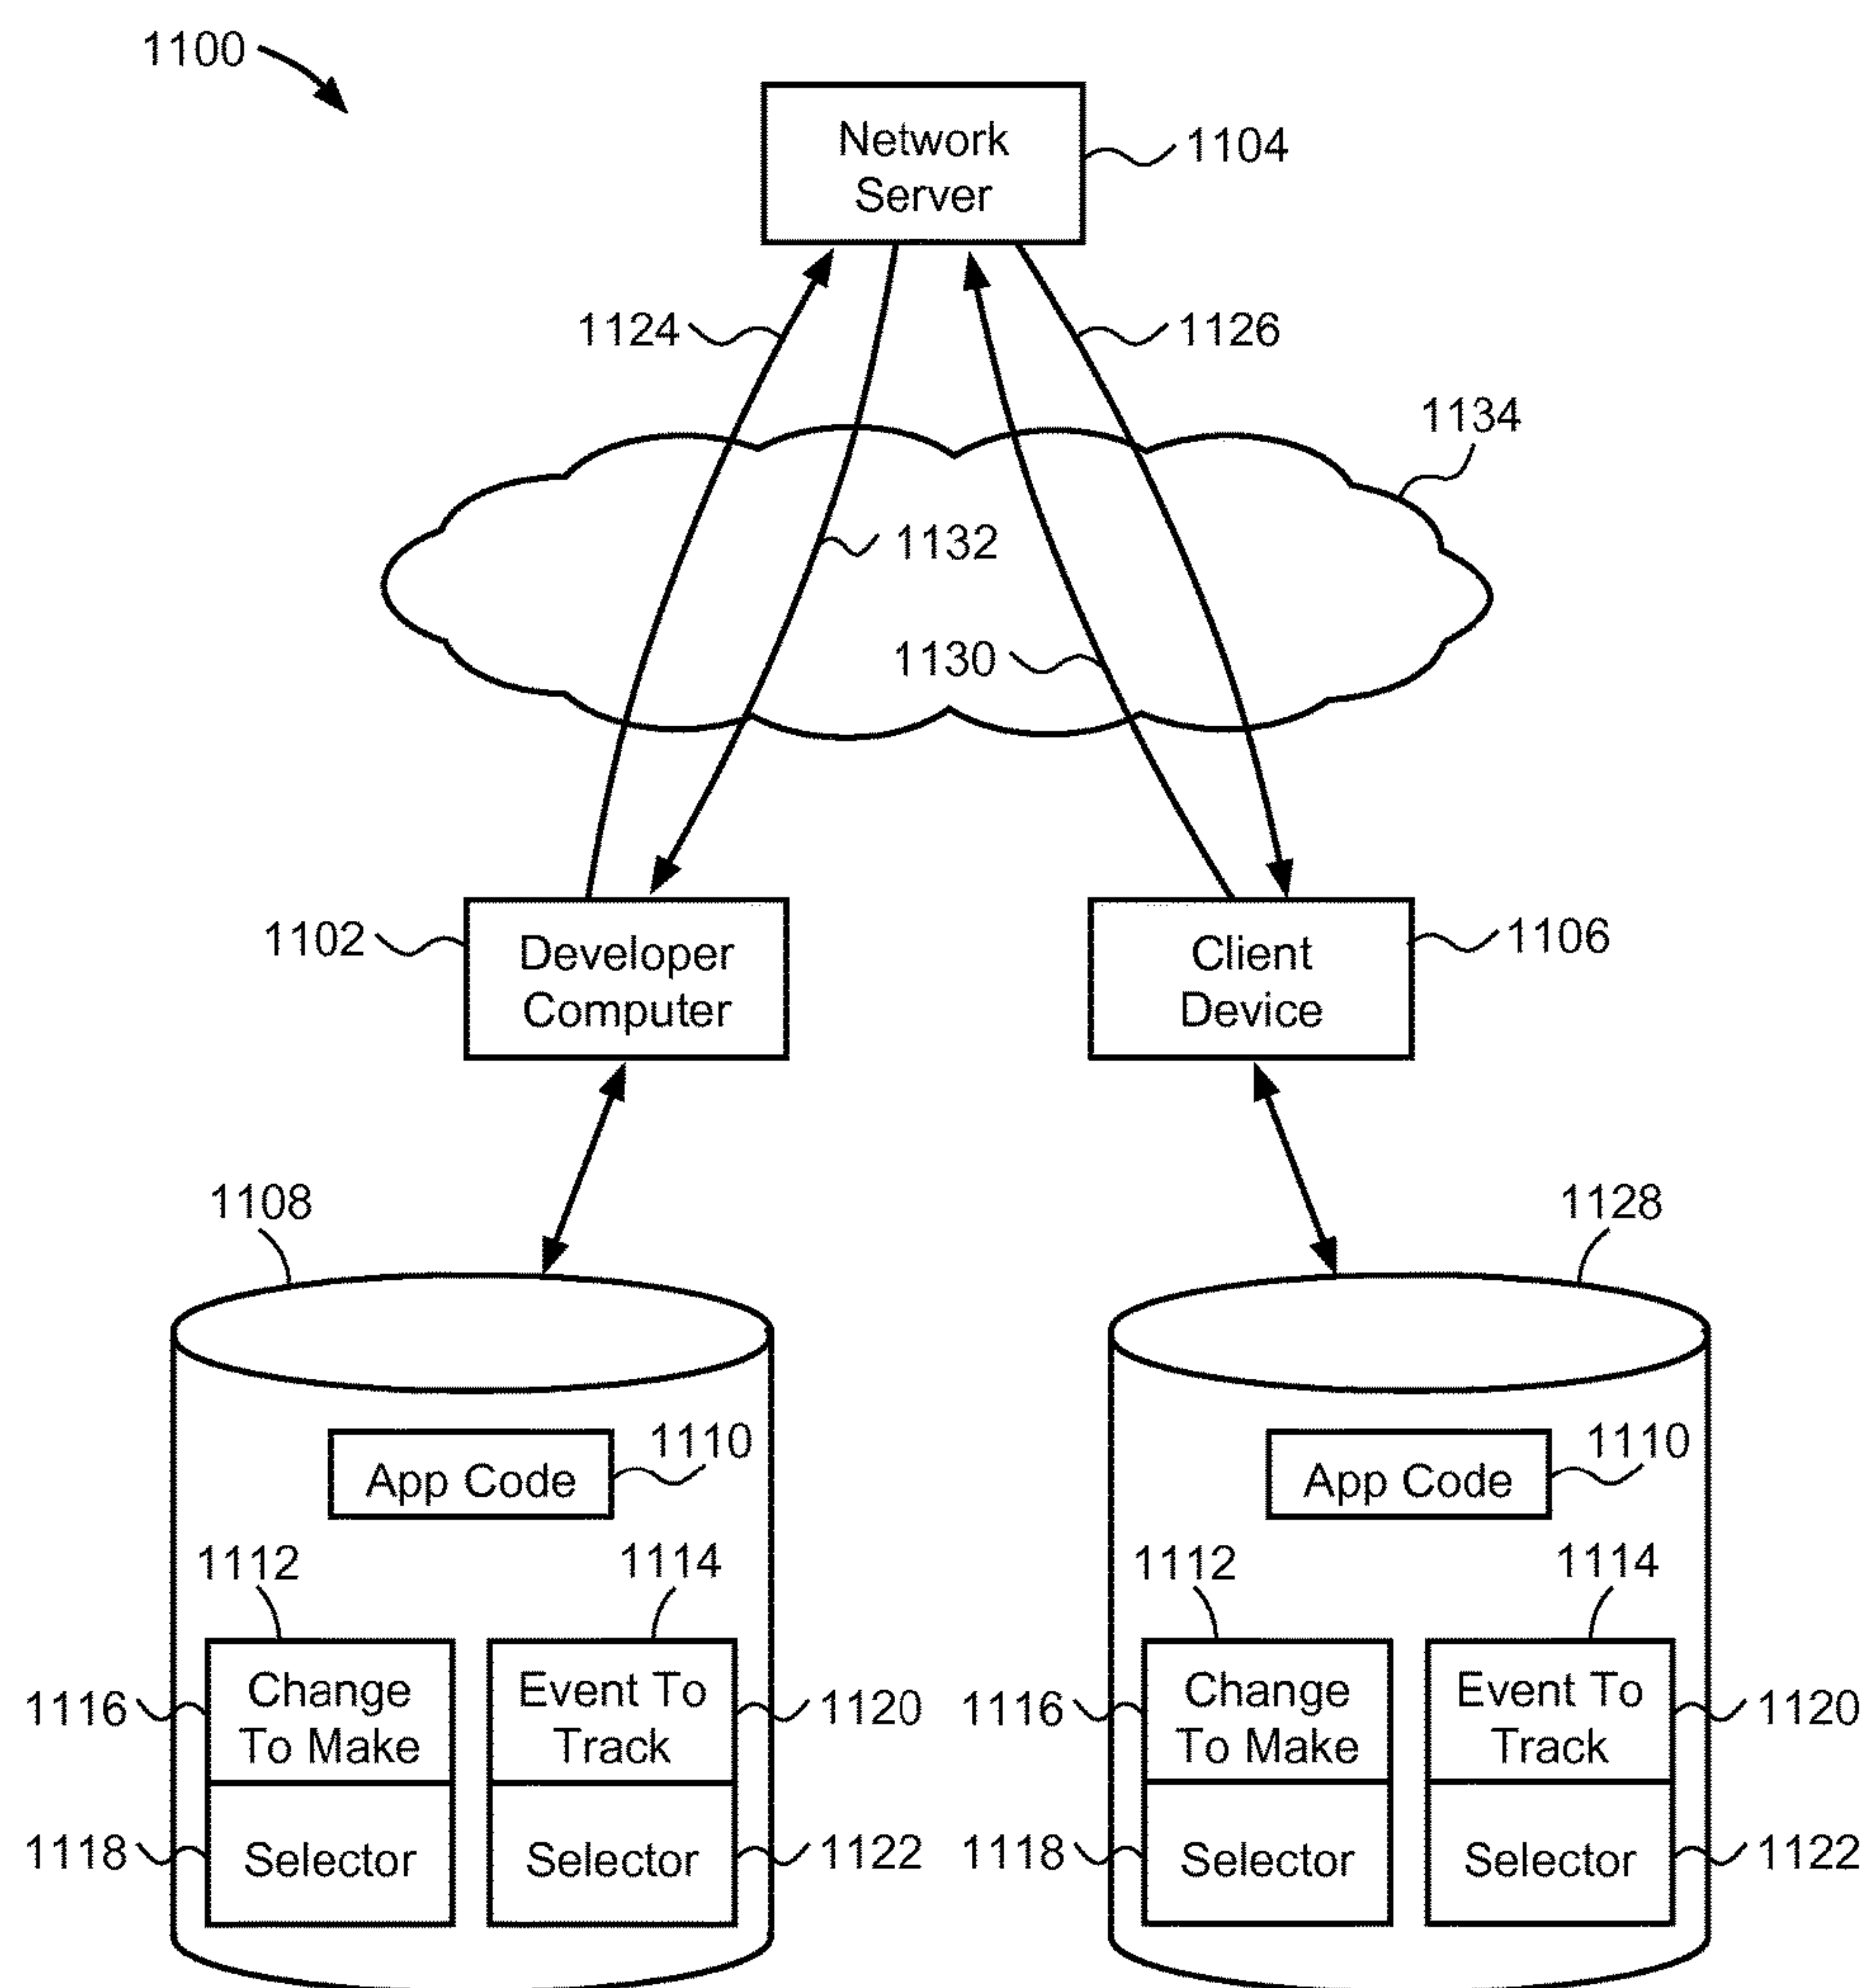 1100
Network
Server
1104
1124
1126
1134
1132
1130
1102
Developer
Computer
Client
Device
1106
1108
1128
App Code
1110
App Code
1110
1112
1114
1112
1114
1116
Change
To Make
Event To
Track
1120
1116
Change
To Make
Event To
Track
1120
1118
Selector
Selector
1122
1118
Selector
Selector
1122